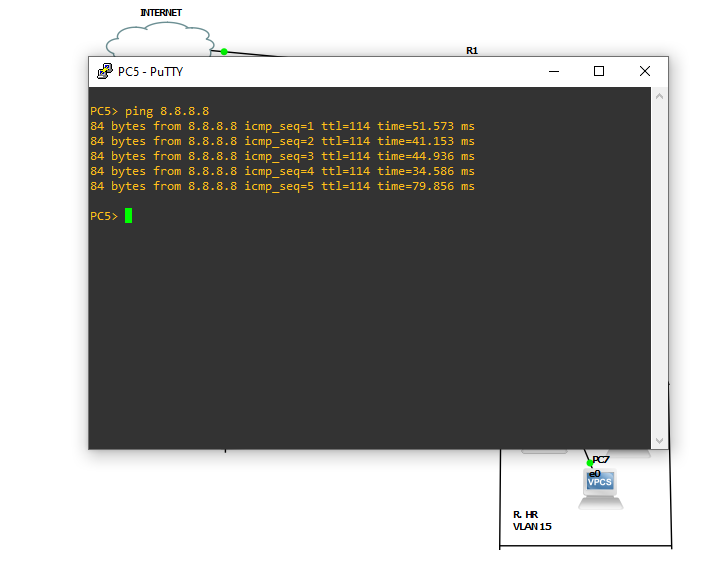 INTERNET
R1
PC5 - PuTTY
PC5> ping 8.8.8.8
84 bytes from 8.8.8.8 icmp_seq=1 ttl=114 time=51.573 ms
84 bytes from 8.8.8.8 icmp_seq=2 ttl=114 time=41.153 ms
84 bytes from 8.8.8.8 icmp_seq=3 ttl=114 time=44.936 ms
84 bytes from 8.8.8.8 icmp_seq=4 ttl=114 time=34.586 ms
84 bytes from 8.8.8.8 icmp_seq=5 ttl=114 time=79.856 ms
PC5>
PC7
e0
VPCS
R. HR
VLAN 15